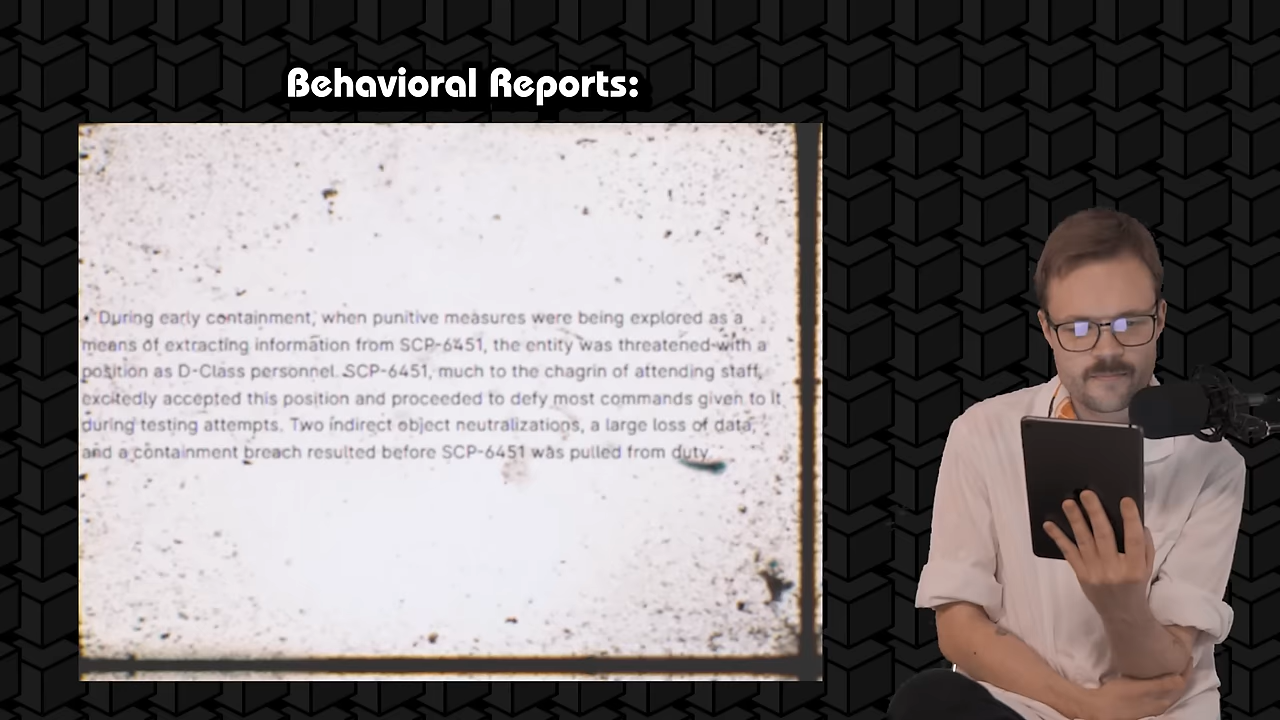 Behavioral Reports:
• During early containment, when punitive measures were being explored as a
means of extracting information from SCP-6451, the entity was threatened with a
position as D-Class personnel. SCP-6451, much to the chagrin of attending staff,
excitedly accepted this position and proceeded to defy most commands given to it
during testing attempts. Two indirect object neutralizations, a large loss of data,
and a containment breach resulted before SCP-6451 was pulled from duty.